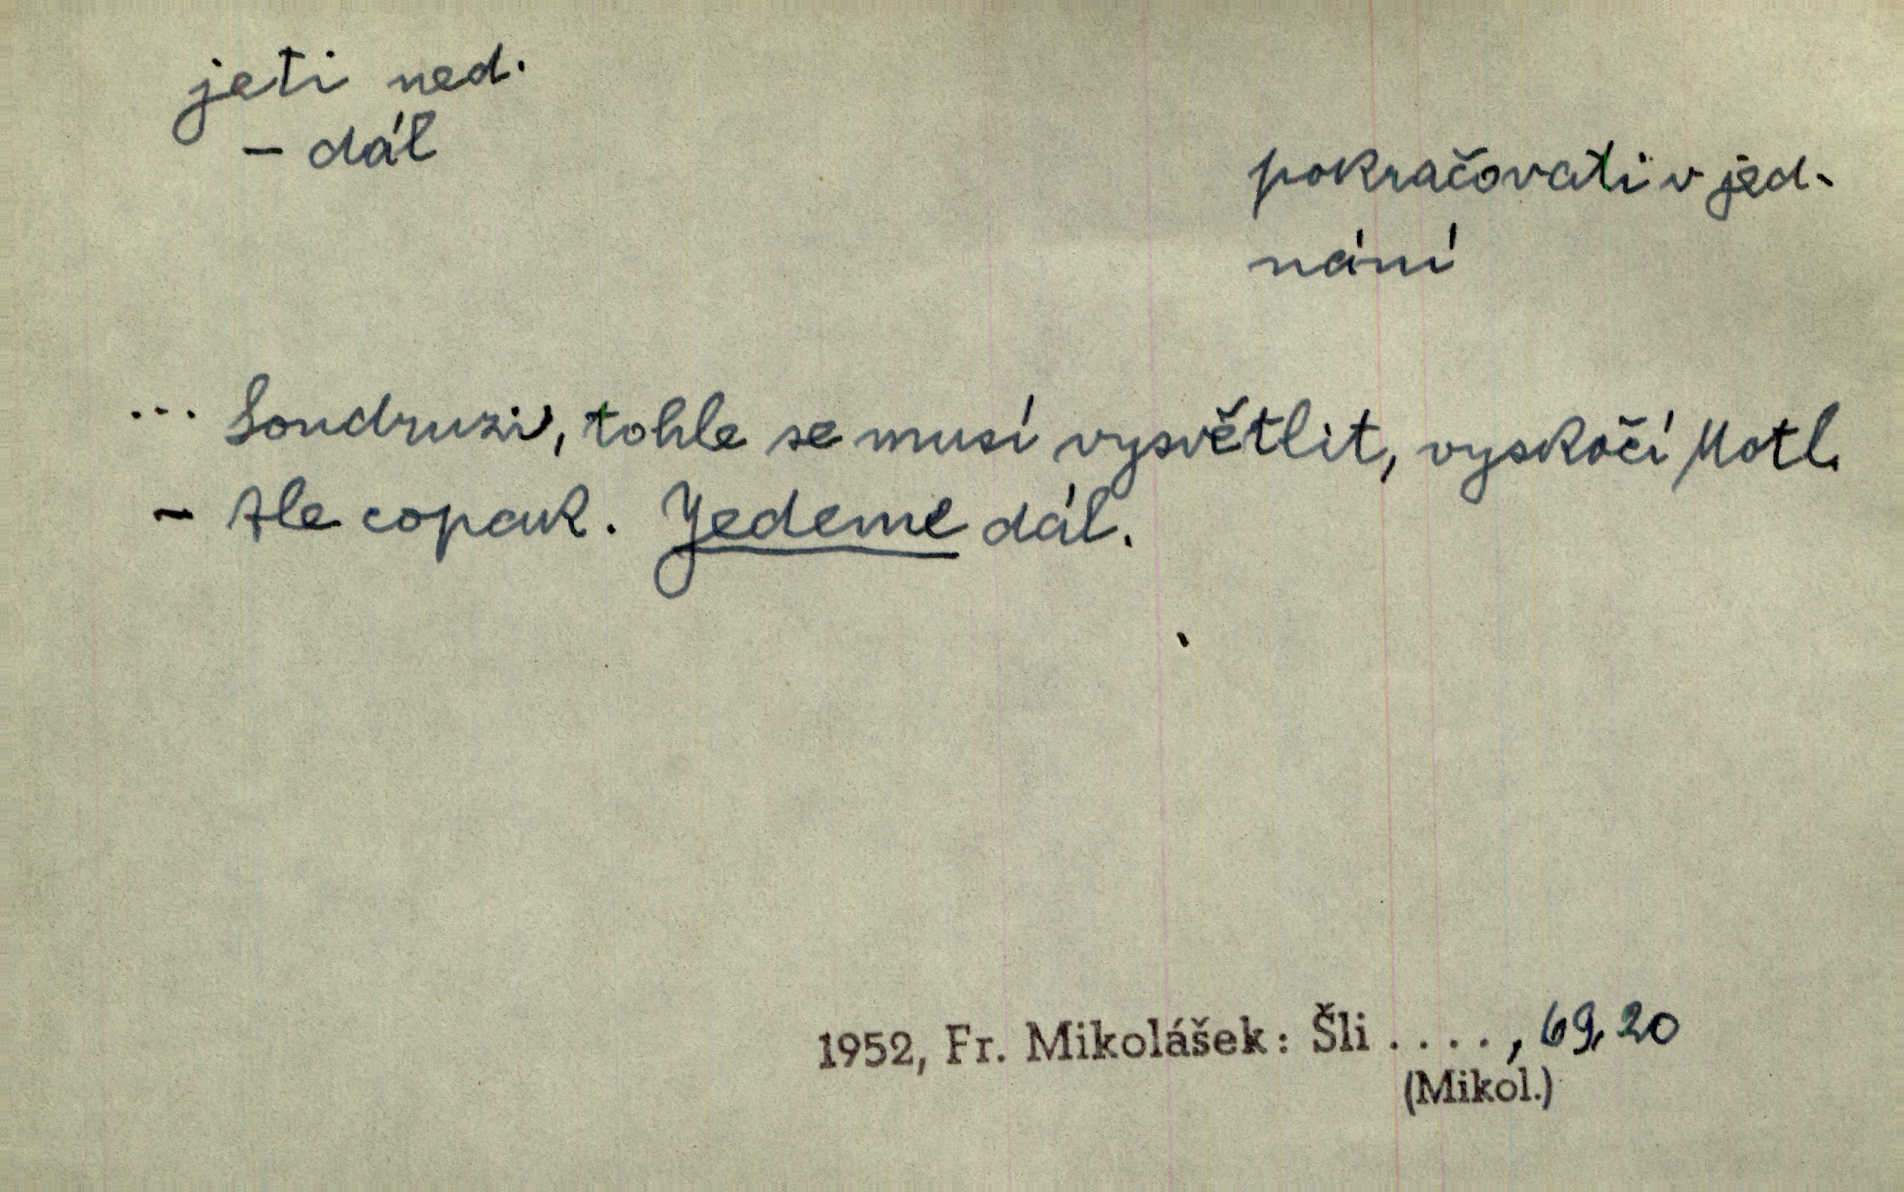 jeti ned.
– dál
pokračovati v jed-
nání
... Soudruzi, tohle se musí vysvětlit, vyskočí Motl.
– Ale copak. Jedeme dál.
1952, Fr. Mikolášek: Šli . . . ., 69, 20
(Mikol.)